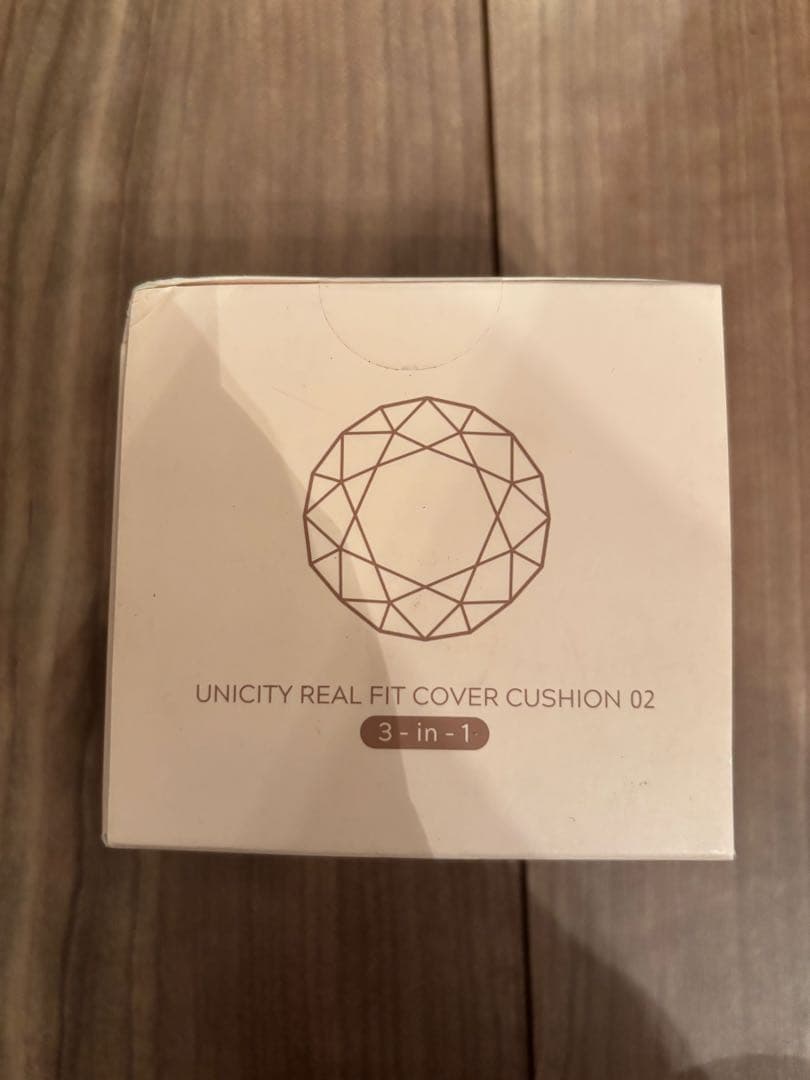 UNICITY REAL FIT COVER CUSHION 02
3 - in - 1